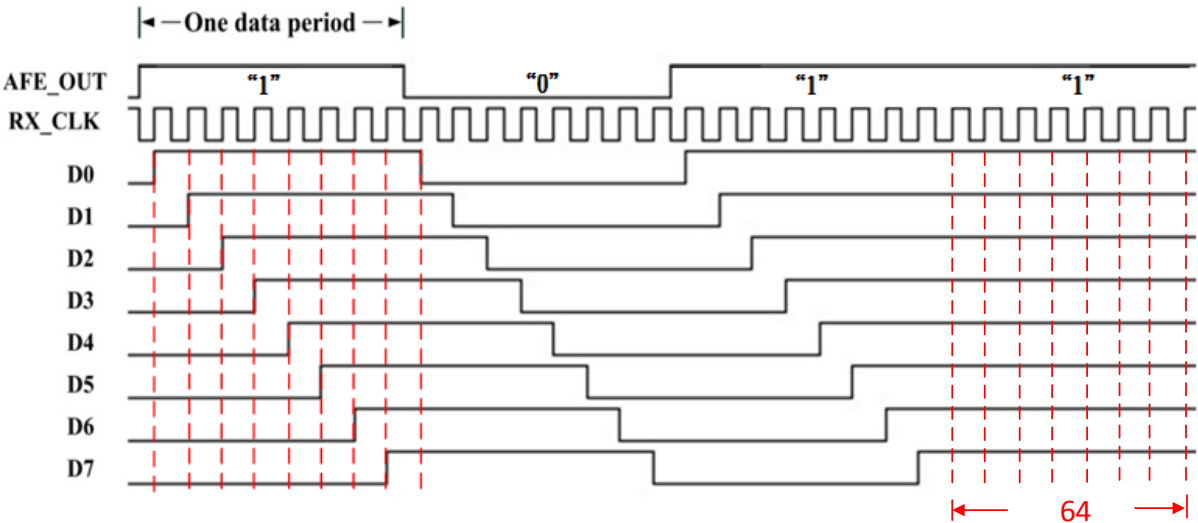 One data period
AFE_OUT “1” “0” “1” “1”
RX_CLK
D0
D1
D2
D3
D4
D5
D6
D7
64